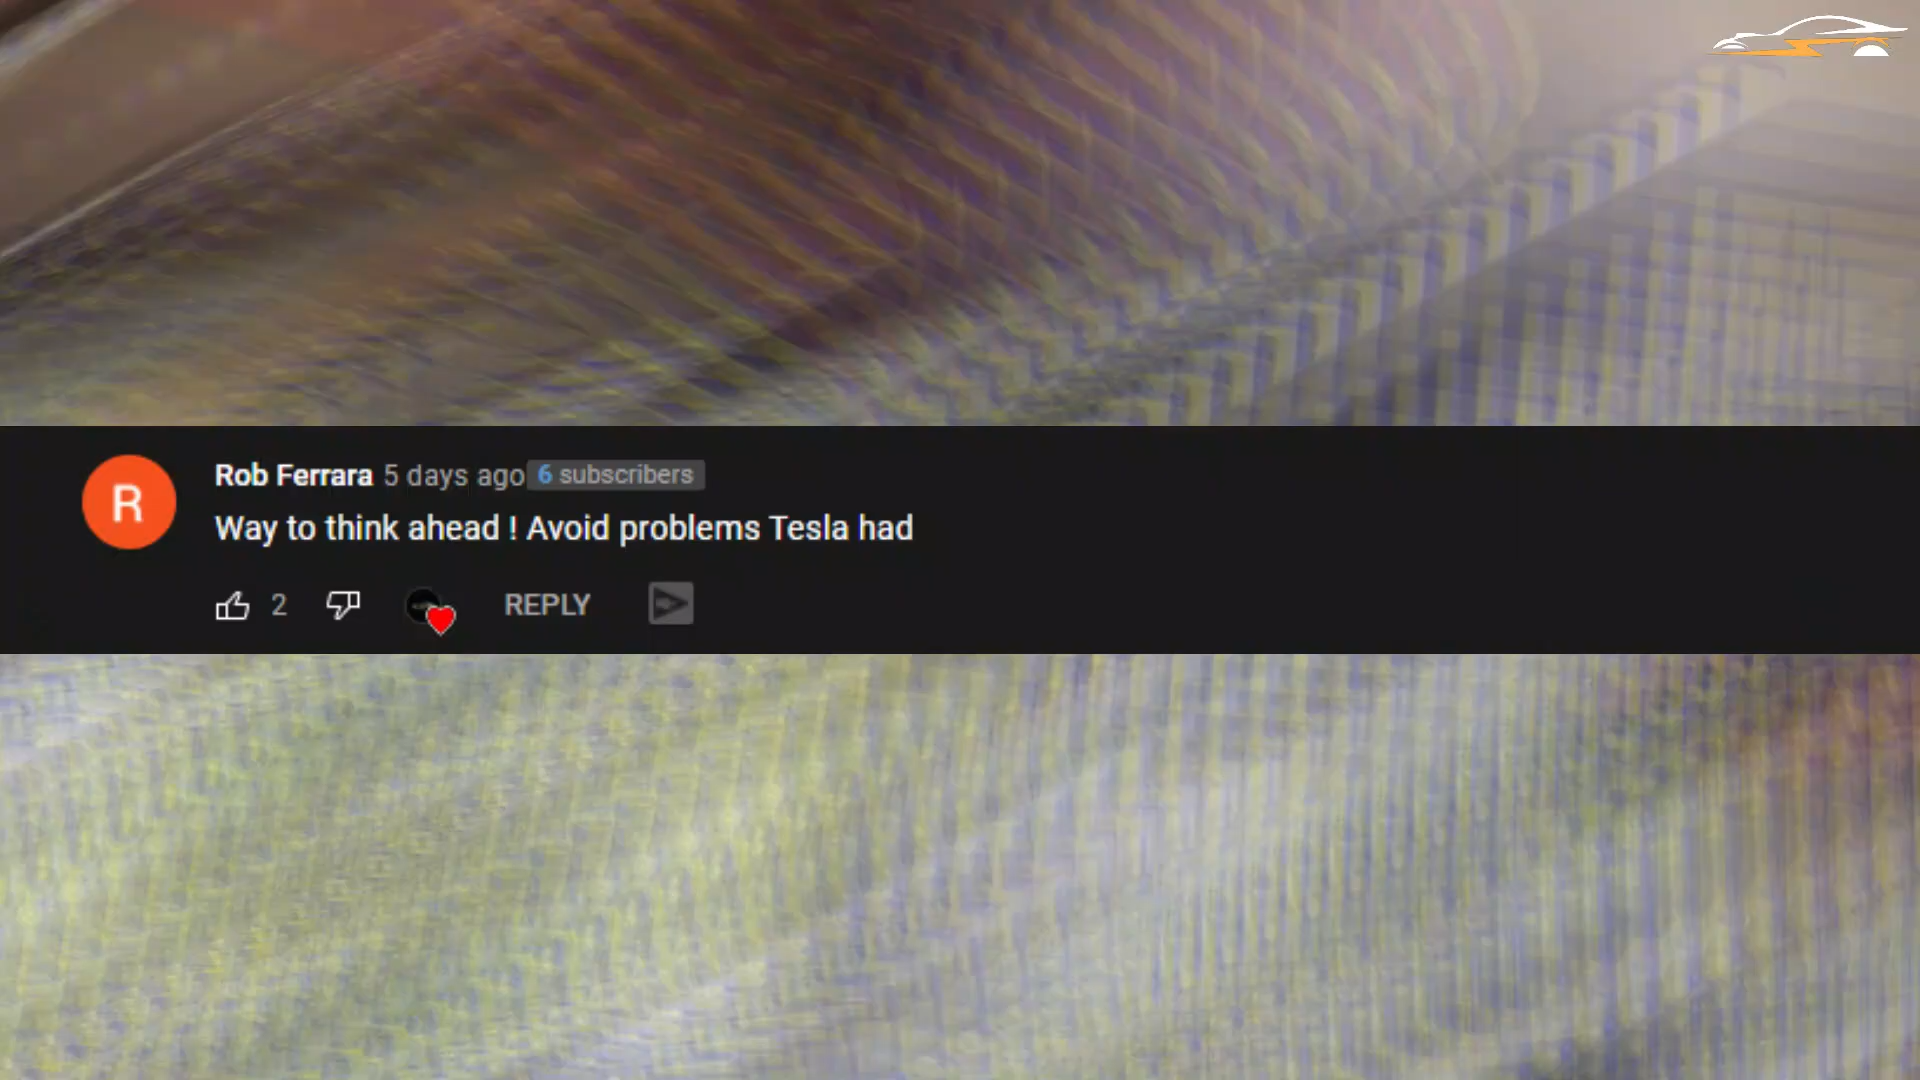 R
Rob Ferrara 5 days ago 6 subscribers
Way to think ahead ! Avoid problems Tesla had
2 REPLY